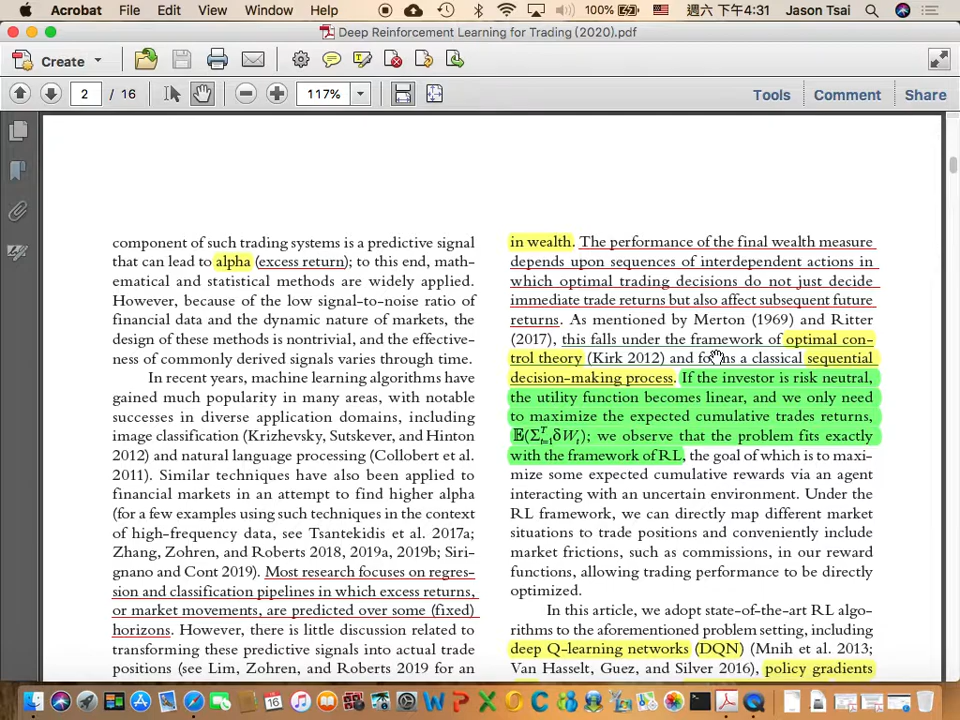 Acrobat File Edit View Window Help 100% 週六 下午4:31 Jason Tsai
Deep Reinforcement Learning for Trading (2020).pdf
Create
2 / 16 117% Tools Comment Share
component of such trading systems is a predictive signal
that can lead to alpha (excess return); to this end, math-
ematical and statistical methods are widely applied.
However, because of the low signal-to-noise ratio of
financial data and the dynamic nature of markets, the
design of these methods is nontrivial, and the effective-
ness of commonly derived signals varies through time.
In recent years, machine learning algorithms have
gained much popularity in many areas, with notable
successes in diverse application domains, including
image classification (Krizhevsky, Sutskever, and Hinton
2012) and natural language processing (Collobert et al.
2011). Similar techniques have also been applied to
financial markets in an attempt to find higher alpha
(for a few examples using such techniques in the context
of high-frequency data, see Tsantekidis et al. 2017a;
Zhang, Zohren, and Roberts 2018, 2019a, 2019b; Siri-
gnano and Cont 2019). Most research focuses on regres-
sion and classification pipelines in which excess returns,
or market movements, are predicted over some (fixed)
horizons. However, there is little discussion related to
transforming these predictive signals into actual trade
positions (see Lim, Zohren, and Roberts 2019 for an
in wealth. The performance of the final wealth measure
depends upon sequences of interdependent actions in
which optimal trading decisions do not just decide
immediate trade returns but also affect subsequent future
returns. As mentioned by Merton (1969) and Ritter
(2017), this falls under the framework of optimal con-
trol theory (Kirk 2012) and a classical sequential
decision-making process. If the investor is risk neutral,
the utility function becomes linear, and we only need
to maximize the expected cumulative trades returns,
𝔼(Σᵀₜ₌₁δWₜ); we observe that the problem fits exactly
with the framework of RL, the goal of which is to maxi-
mize some expected cumulative rewards via an agent
interacting with an uncertain environment. Under the
RL framework, we can directly map different market
situations to trade positions and conveniently include
market frictions, such as commissions, in our reward
functions, allowing trading performance to be directly
optimized.
In this article, we adopt state-of-the-art RL algo-
rithms to the aforementioned problem setting, including
deep Q-learning networks (DQN) (Mnih et al. 2013;
Van Hasselt, Guez, and Silver 2016), policy gradients